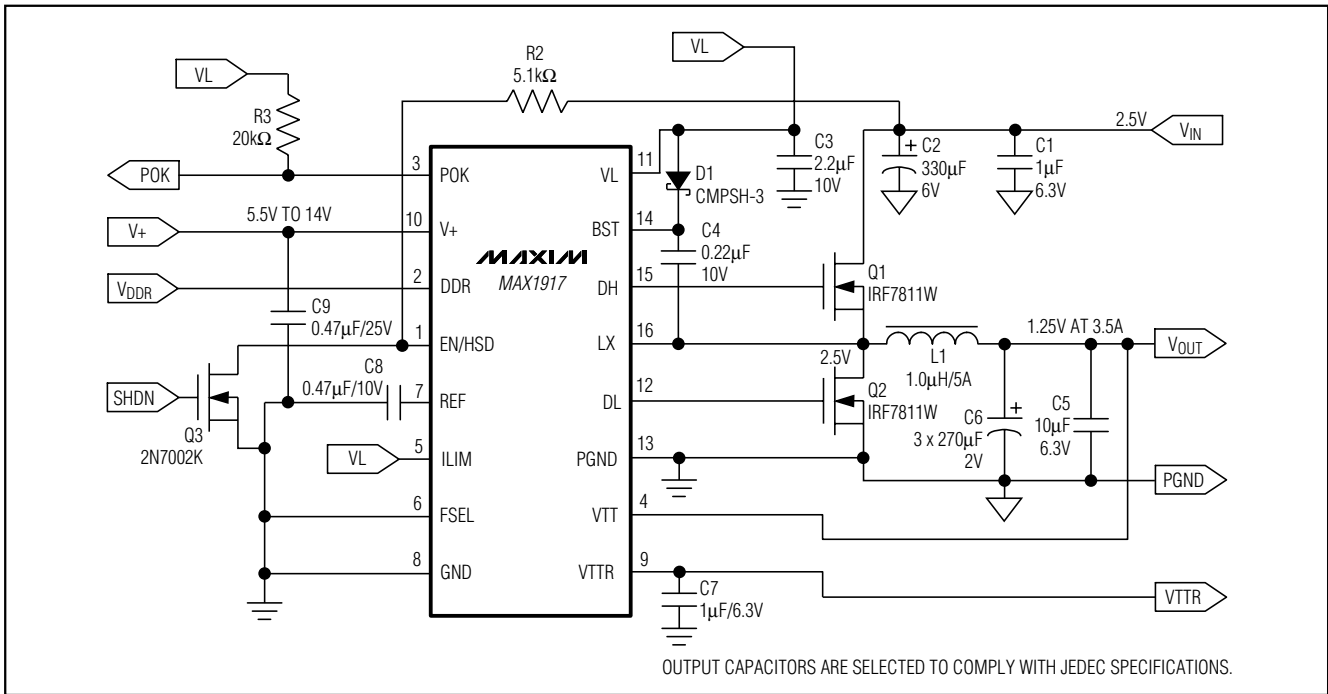 VL
R2
5.1kΩ
VL
R3
20kΩ
POK
3
POK
5.5V TO 14V
V+
10
V+
VDDR
2
DDR
C9
0.47µF/25V
1
EN/HSD
C8
0.47µF/10V
7
REF
SHDN
Q3
2N7002K
VL
5
ILIM
6
FSEL
8
GND
MAXIM
MAX1917
11
VL
D1
CMPSH-3
C3
2.2µF
10V
14
BST
C4
0.22µF
10V
15
DH
16
LX
12
DL
13
PGND
4
VTT
9
VTTR
+
C2
330µF
6V
C1
1µF
6.3V
2.5V
VIN
Q1
IRF7811W
2.5V
L1
1.0µH/5A
1.25V AT 3.5A
VOUT
Q2
IRF7811W
+
C6
3 x 270µF
2V
C5
10µF
6.3V
PGND
C7
1µF/6.3V
VTTR
OUTPUT CAPACITORS ARE SELECTED TO COMPLY WITH JEDEC SPECIFICATIONS.